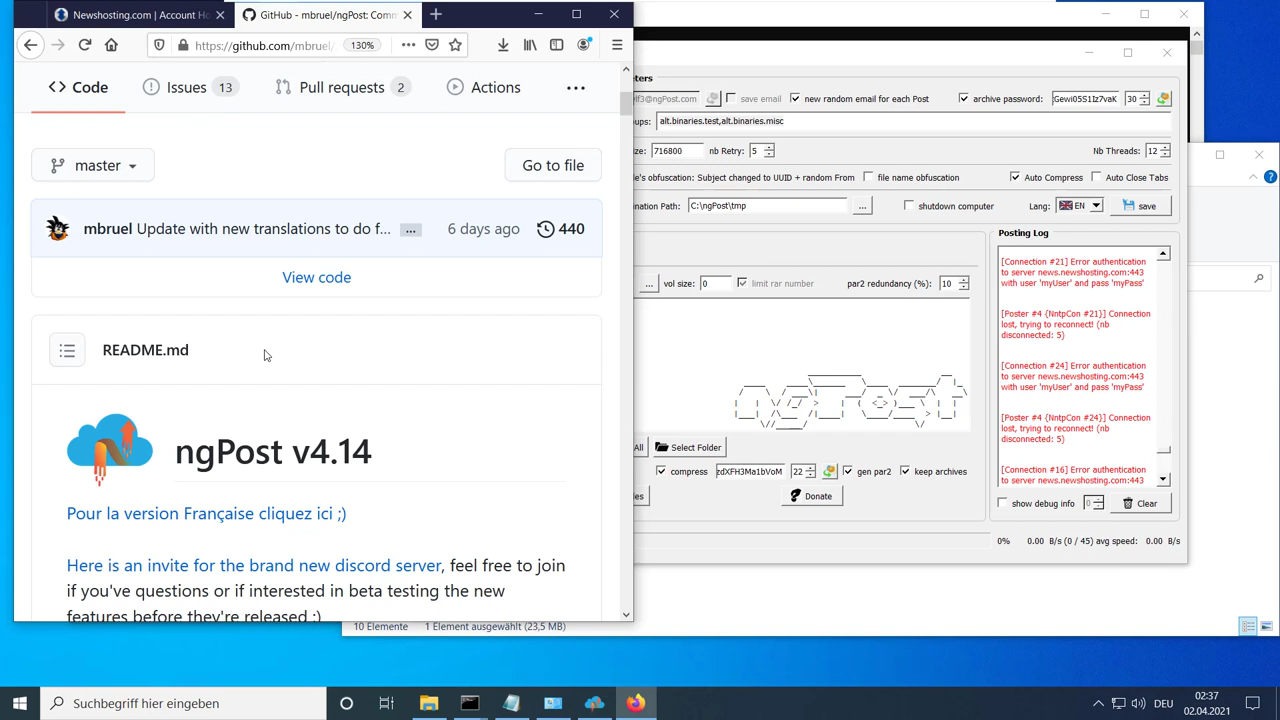 Newshosting.com | Account Ho
GitHub - mbruel/ngPost: Comm
https://github.com/mbruel/
130%
Code
Issues 13
Pull requests 2
Actions
master
Go to file
mbruel Update with new translations to do f... ... 6 days ago 440
View code
README.md
ngPost v4.14
Pour la version Française cliquez ici ;)
Here is an invite for the brand new discord server, feel free to join
if you've questions or if interested in beta testing the new
features before they're released :)
eters
lf3@ngPost.com save email new random email for each Post archive password: Gewi05S1Iz7vaK 30
ups: alt.binaries.test,alt.binaries.misc
ize: 716800 nb Retry: 5 Nb Threads: 12
le's obfuscation: Subject changed to UUID + random From file name obfuscation Auto Compress Auto Close Tabs
ination Path: C:\ngPost\tmp ... shutdown computer Lang: EN save
Posting Log
... vol size: 0 limit rar number par2 redundancy (%): 10
[Connection #21] Error authentication
to server news.newshosting.com:443
with user 'myUser' and pass 'myPass'
[Poster #4 {NntpCon #21}] Connection
lost, trying to reconnect! (nb
disconnected: 5)
[Connection #24] Error authentication
to server news.newshosting.com:443
with user 'myUser' and pass 'myPass'
[Poster #4 {NntpCon #24}] Connection
lost, trying to reconnect! (nb
disconnected: 5)
[Connection #16] Error authentication
to server news.newshosting.com:443
All Select Folder
compress zdXFH3Ma1bVoM 22 gen par2 keep archives
les Donate
show debug info 0 Clear
0% 0.00 B/s (0 / 45) avg speed: 0.00 B/s
10 Elemente 1 Element ausgewählt (23,5 MB)
Suchbegriff hier eingeben
DEU
02:37
02.04.2021